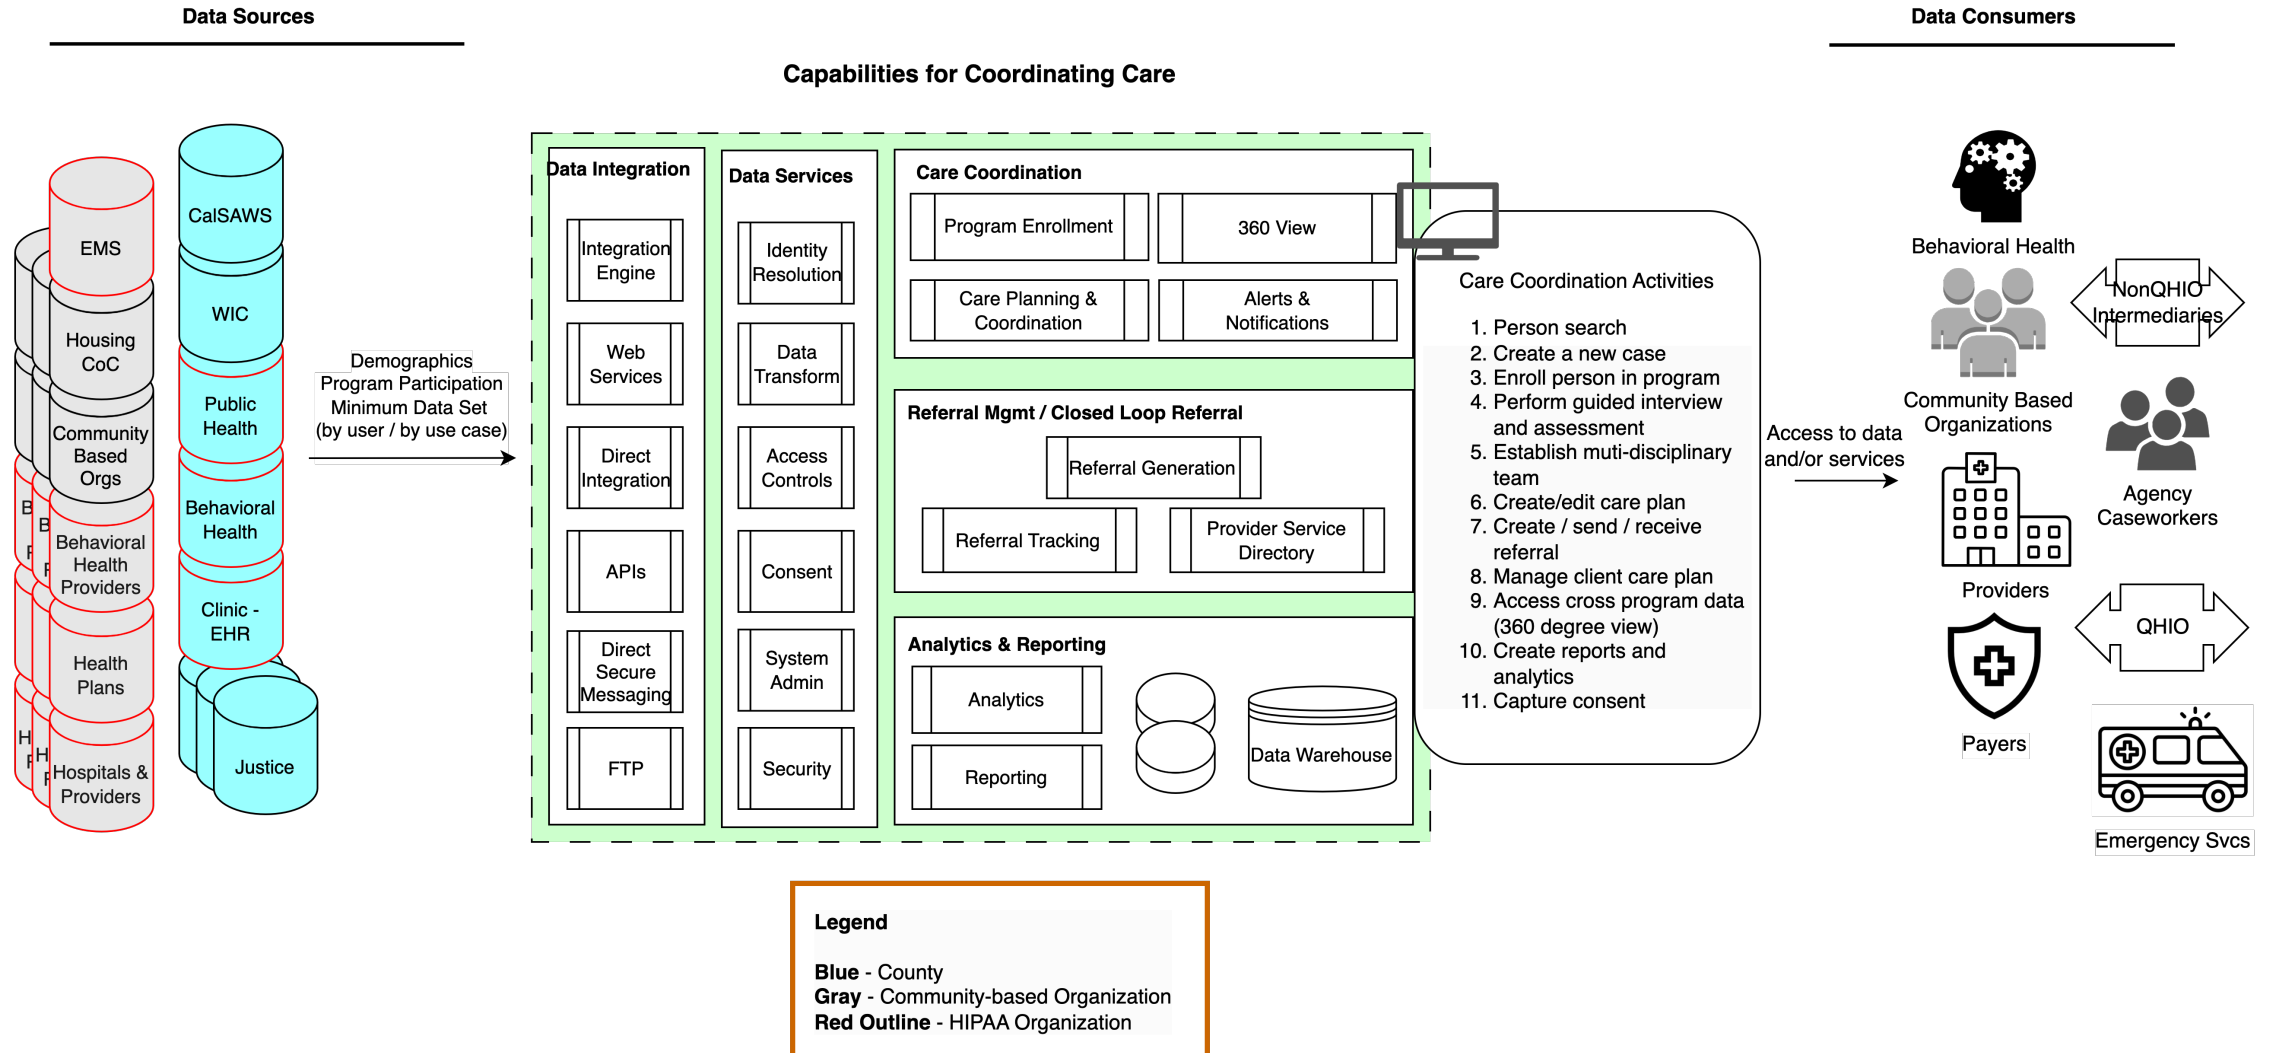 Data Sources
Data Consumers
Capabilities for Coordinating Care
EMS
Housing
CoC
Community
Based
Orgs
B
B
F
F
Behavioral
Health
Providers
Health
Plans
H
H
F
F
Hospitals &
Providers
CalSAWS
WIC
Public
Health
Behavioral
Health
Clinic -
EHR
Justice
Demographics
Program Participation
Minimum Data Set
(by user / by use case)
Data Integration
Integration
Engine
Web
Services
Direct
Integration
APIs
Direct
Secure
Messaging
FTP
Data Services
Identity
Resolution
Data
Transform
Access
Controls
Consent
System
Admin
Security
Care Coordination
Program Enrollment
360 View
Care Planning &
Coordination
Alerts &
Notifications
Referral Mgmt / Closed Loop Referral
Referral Generation
Referral Tracking
Provider Service
Directory
Analytics & Reporting
Analytics
Reporting
Data Warehouse
Care Coordination Activities
1. Person search
2. Create a new case
3. Enroll person in program
4. Perform guided interview
and assessment
5. Establish muti-disciplinary
team
6. Create/edit care plan
7. Create / send / receive
referral
8. Manage client care plan
9. Access cross program data
(360 degree view)
10. Create reports and
analytics
11. Capture consent
Access to data
and/or services
Behavioral Health
NonQHIO
Intermediaries
Community Based
Organizations
Agency
Caseworkers
Providers
QHIO
Payers
Emergency Svcs
Legend
Blue - County
Gray - Community-based Organization
Red Outline - HIPAA Organization